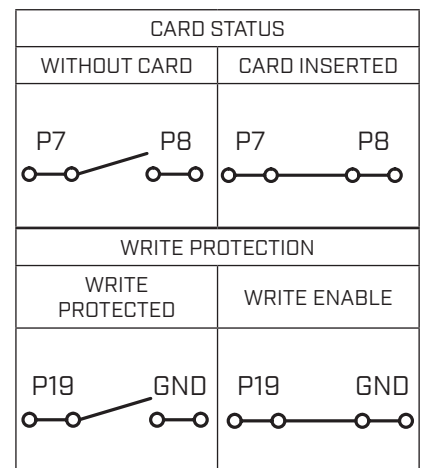 CARD STATUS
WITHOUT CARD CARD INSERTED
P7 P8 P7 P8
WRITE PROTECTION
WRITE
PROTECTED
WRITE ENABLE
P19 GND P19 GND